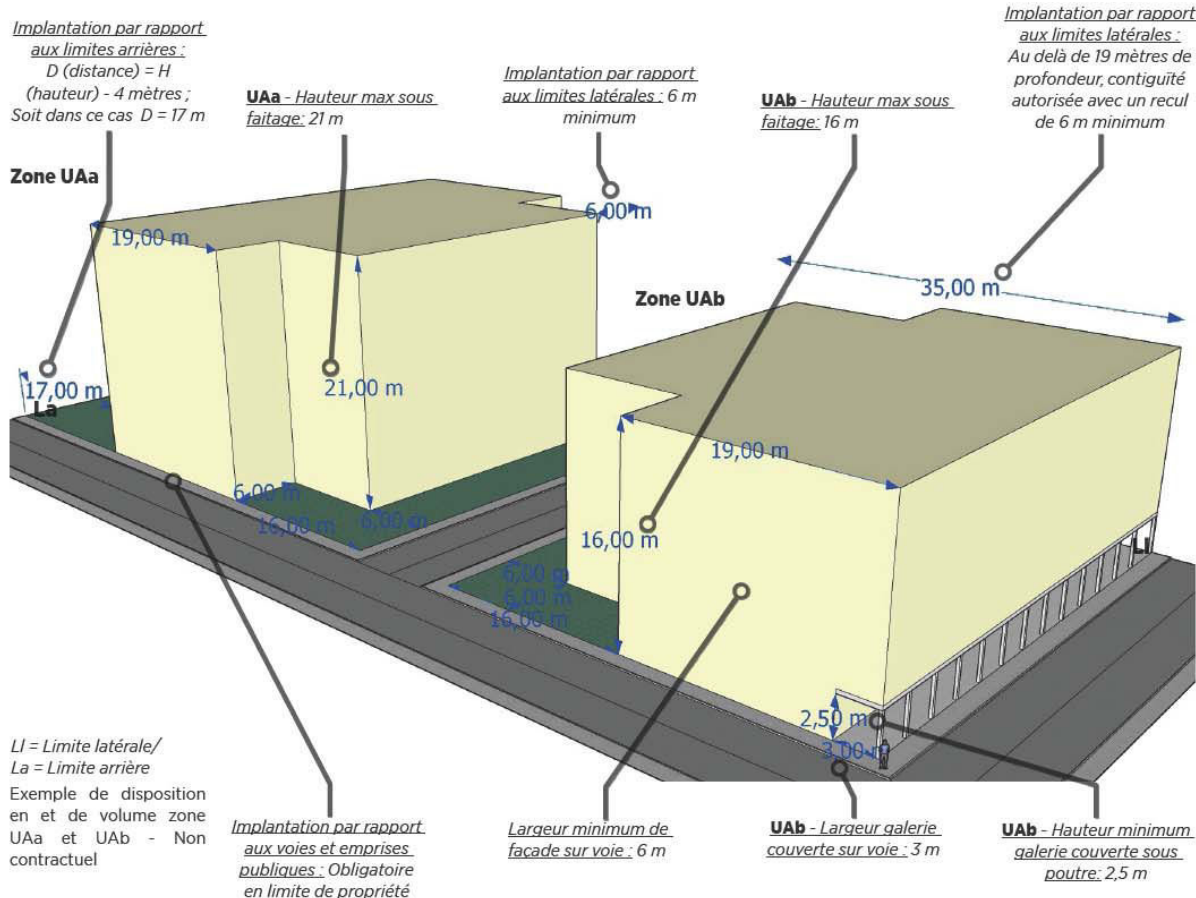 Implantation par rapport
aux limites arrières :
D (distance) = H
(hauteur) - 4 mètres ;
Soit dans ce cas D = 17 m
UAa - Hauteur max sous
faitage: 21 m
Implantation par rapport
aux limites latérales : 6 m
minimum
UAb - Hauteur max sous
faitage: 16 m
Implantation par rapport
aux limites latérales :
Au delà de 19 mètres de
profondeur, contiguïté
autorisée avec un recul
de 6 m minimum
Zone UAa
6,00 m
19,00 m
35,00 m
Zone UAb
17,00 m
La
21,00 m
19,00 m
6,00 m
16,00 m
6,00 m
16,00 m
6,00 m
6,00 m
16,00 m
Ll
2,50 m
3,00 m
Ll = Limite latérale/
La = Limite arrière
Exemple de disposition
en et de volume zone
UAa et UAb - Non
contractuel
Implantation par rapport
aux voies et emprises
publiques : Obligatoire
en limite de propriété
Largeur minimum de
façade sur voie : 6 m
UAb - Largeur galerie
couverte sur voie : 3 m
UAb - Hauteur minimum
galerie couverte sous
poutre: 2,5 m